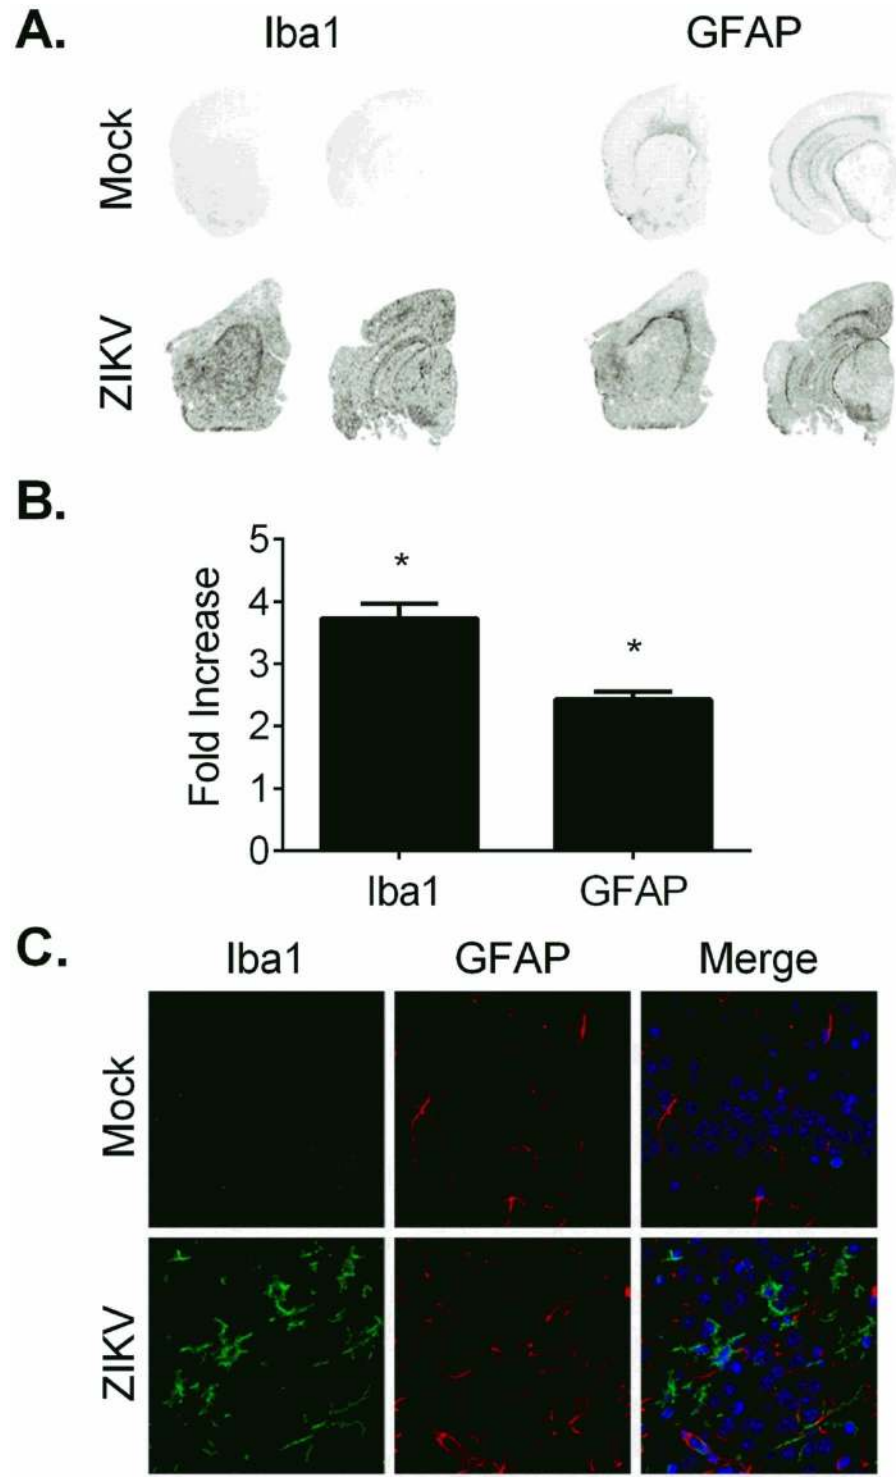 A.
Iba1 GFAP
Mock
ZIKV
B.
Fold Increase
5
4
3
2
1
0
*
*
Iba1 GFAP
C.
Iba1 GFAP Merge
Mock
ZIKV